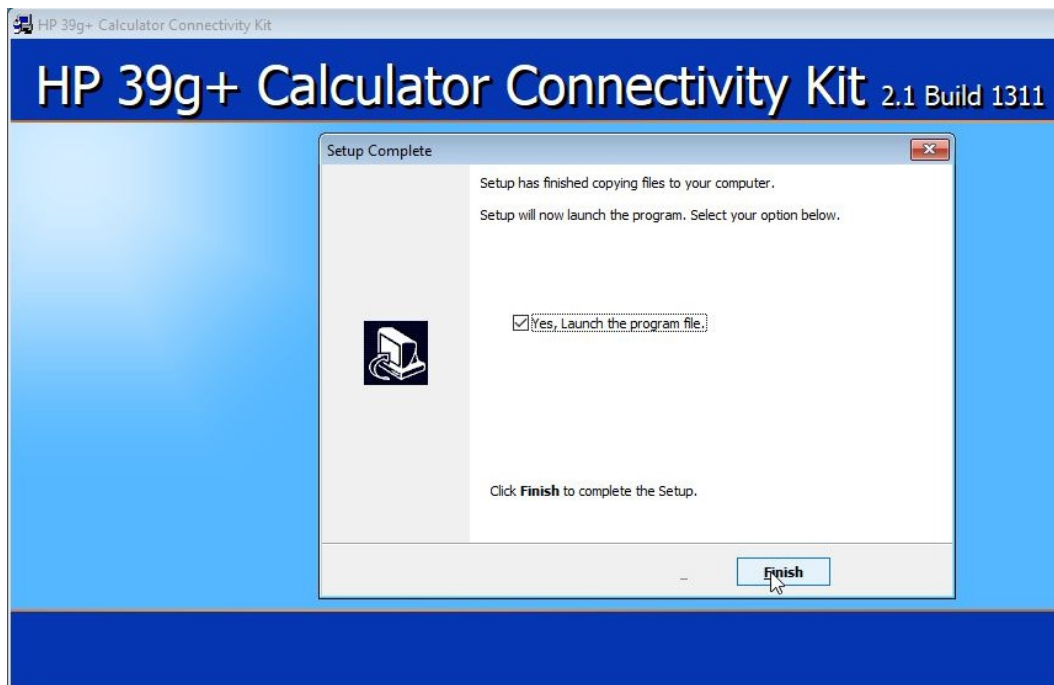 HP 39g+ Calculator Connectivity Kit
HP 39g+ Calculator Connectivity Kit 2.1 Build 1311
Setup Complete
Setup has finished copying files to your computer.
Setup will now launch the program. Select your option below.
Yes, Launch the program file.
Click Finish to complete the Setup.
Finish